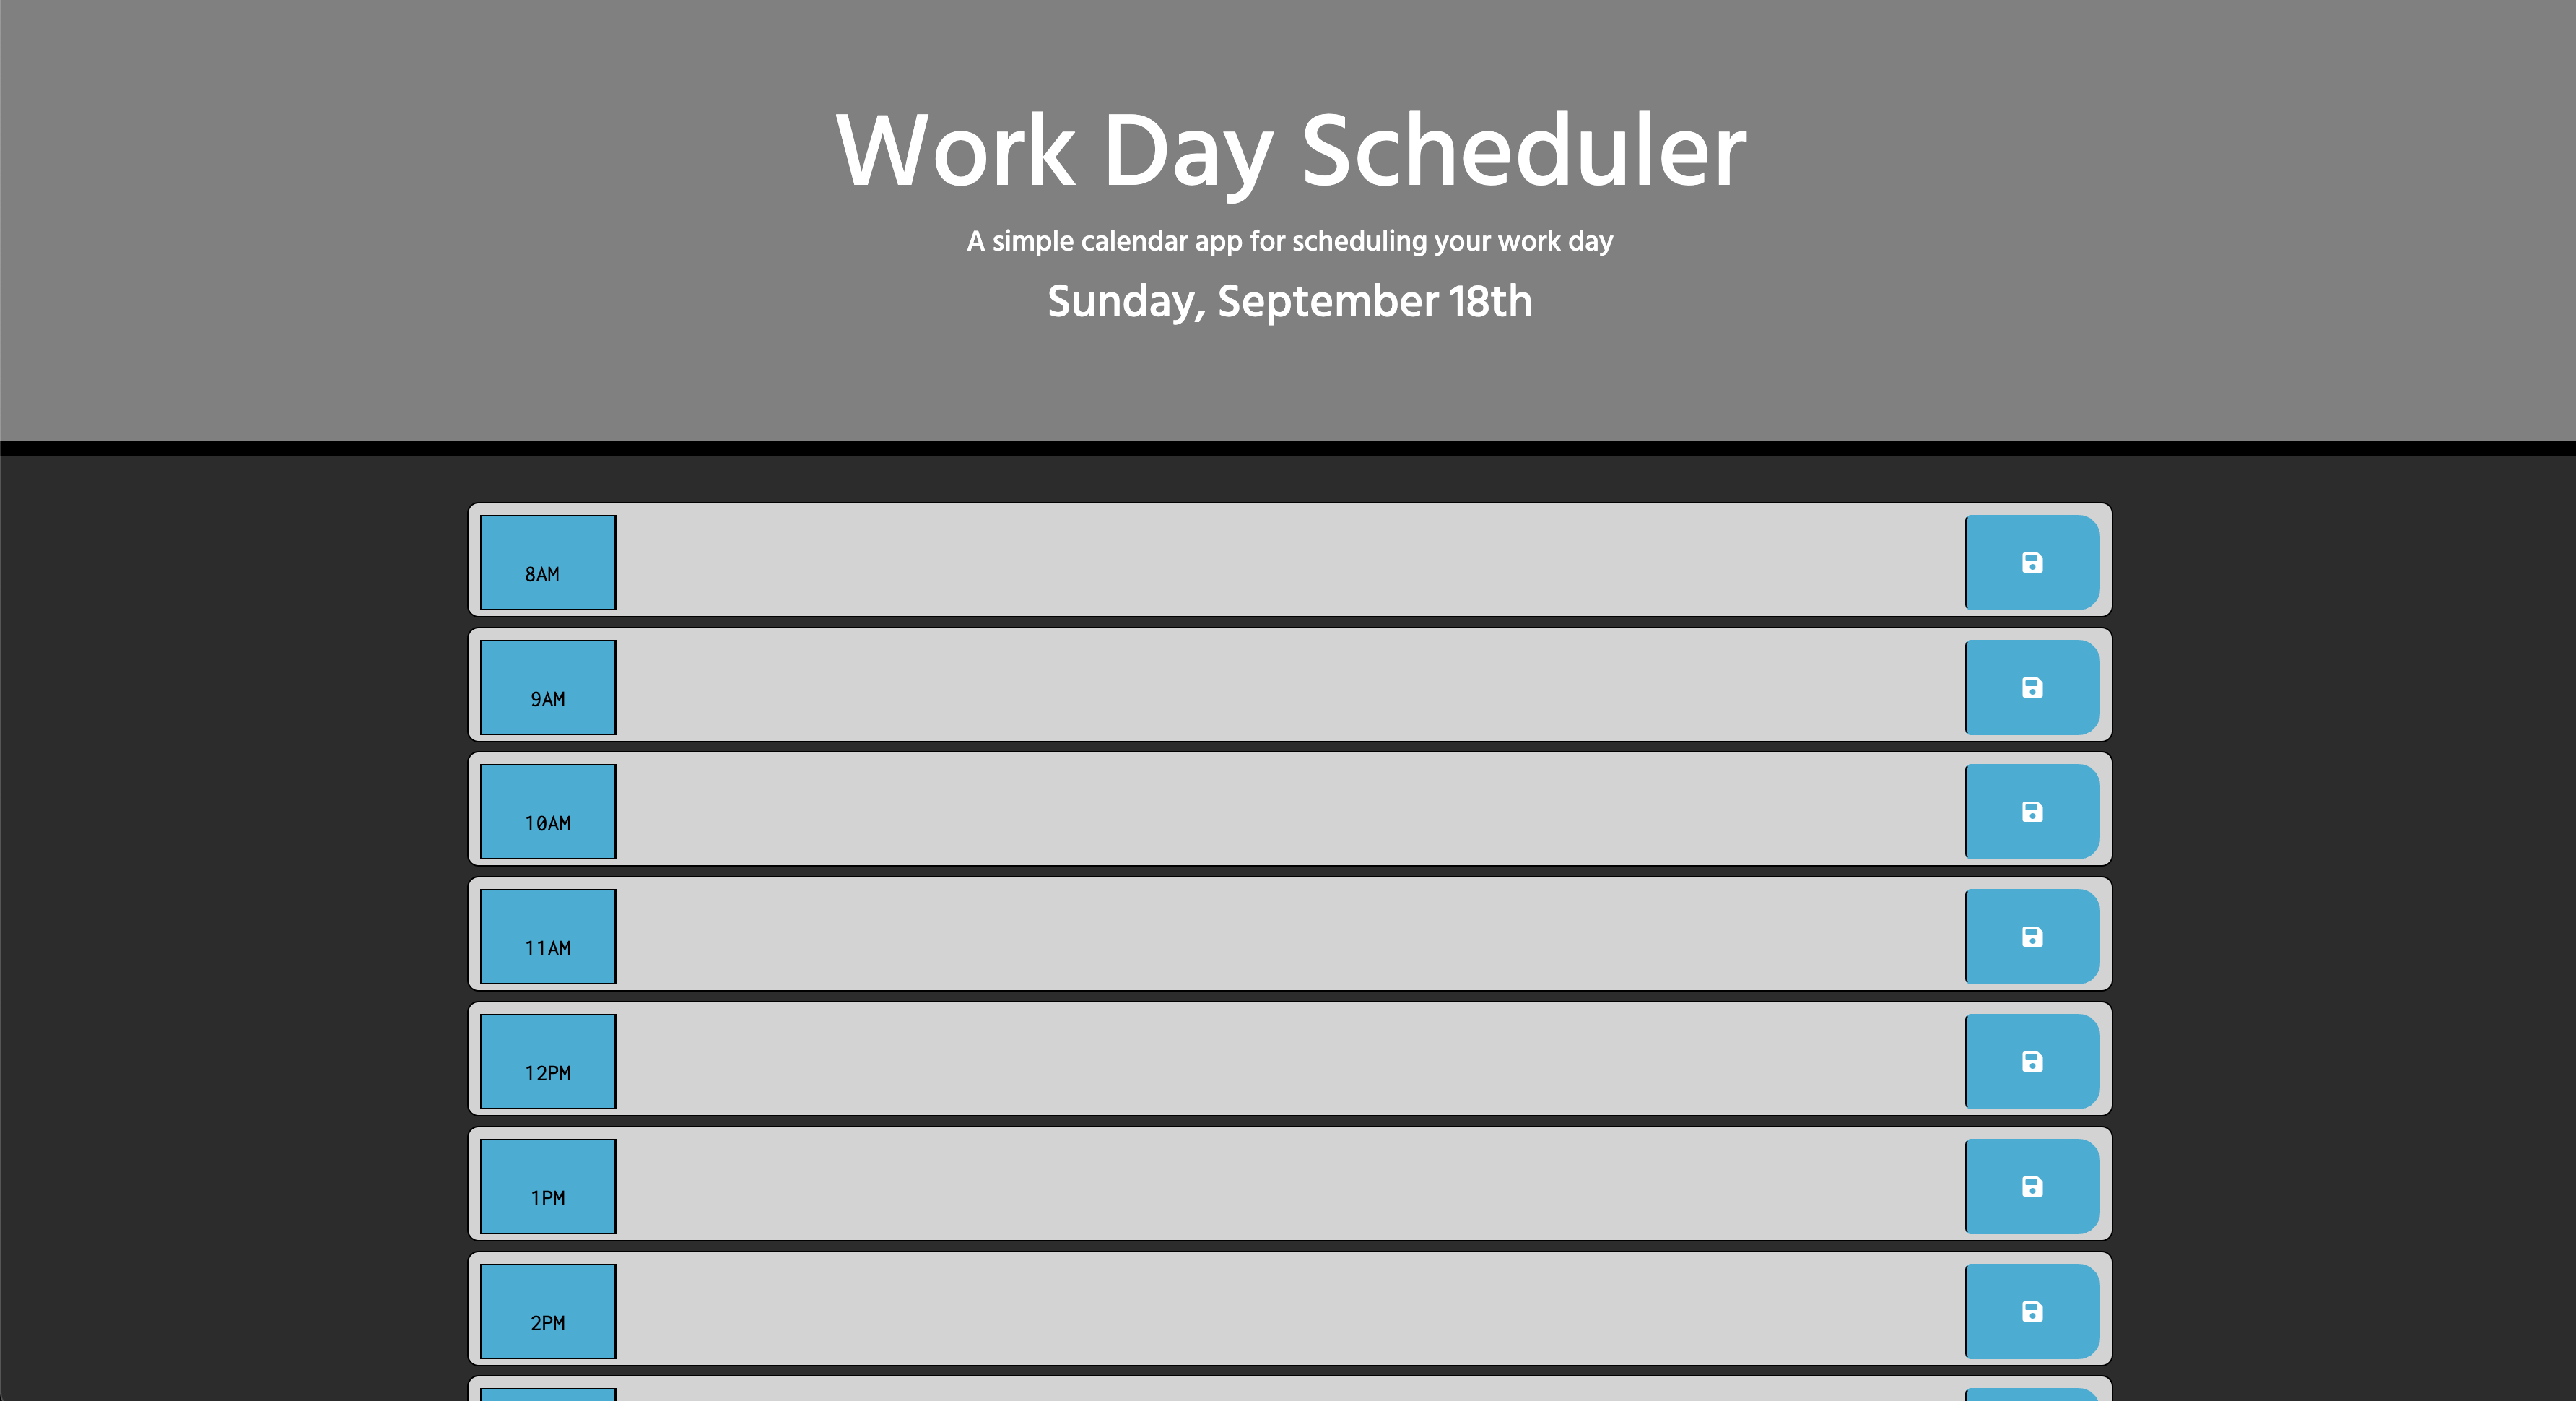 Work Day Scheduler
A simple calendar app for scheduling your work day
Sunday, September 18th
8AM
9AM
10AM
11AM
12PM
1PM
2PM